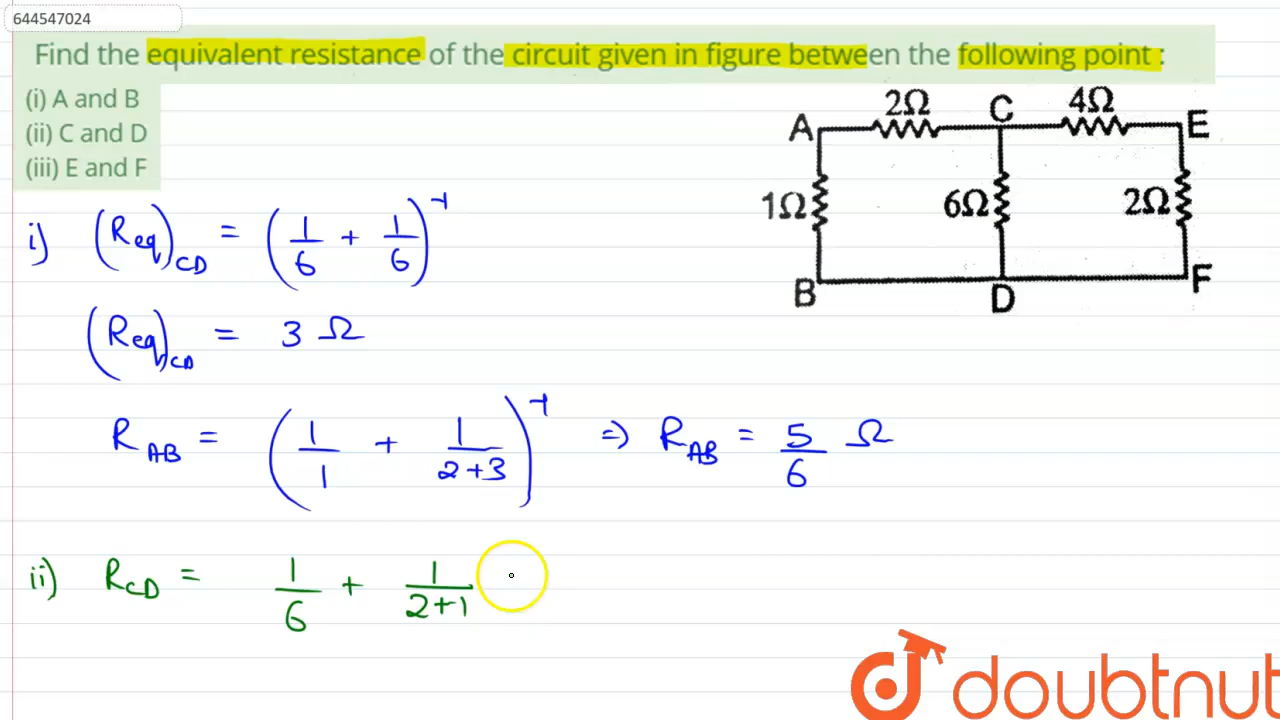 644547024
Find the equivalent resistance of the circuit given in figure between the following point :
(i) A and B
(ii) C and D
(iii) E and F
A 2Ω C 4Ω E
1Ω 6Ω 2Ω
B D F
i) (Req)CD = (1/6 + 1/6)⁻¹
(Req)CD = 3 Ω
RAB = (1/1 + 1/(2+3))⁻¹ ⇒ RAB = 5/6 Ω
ii) RCD = 1/6 + 1/(2+1)
doubtnut